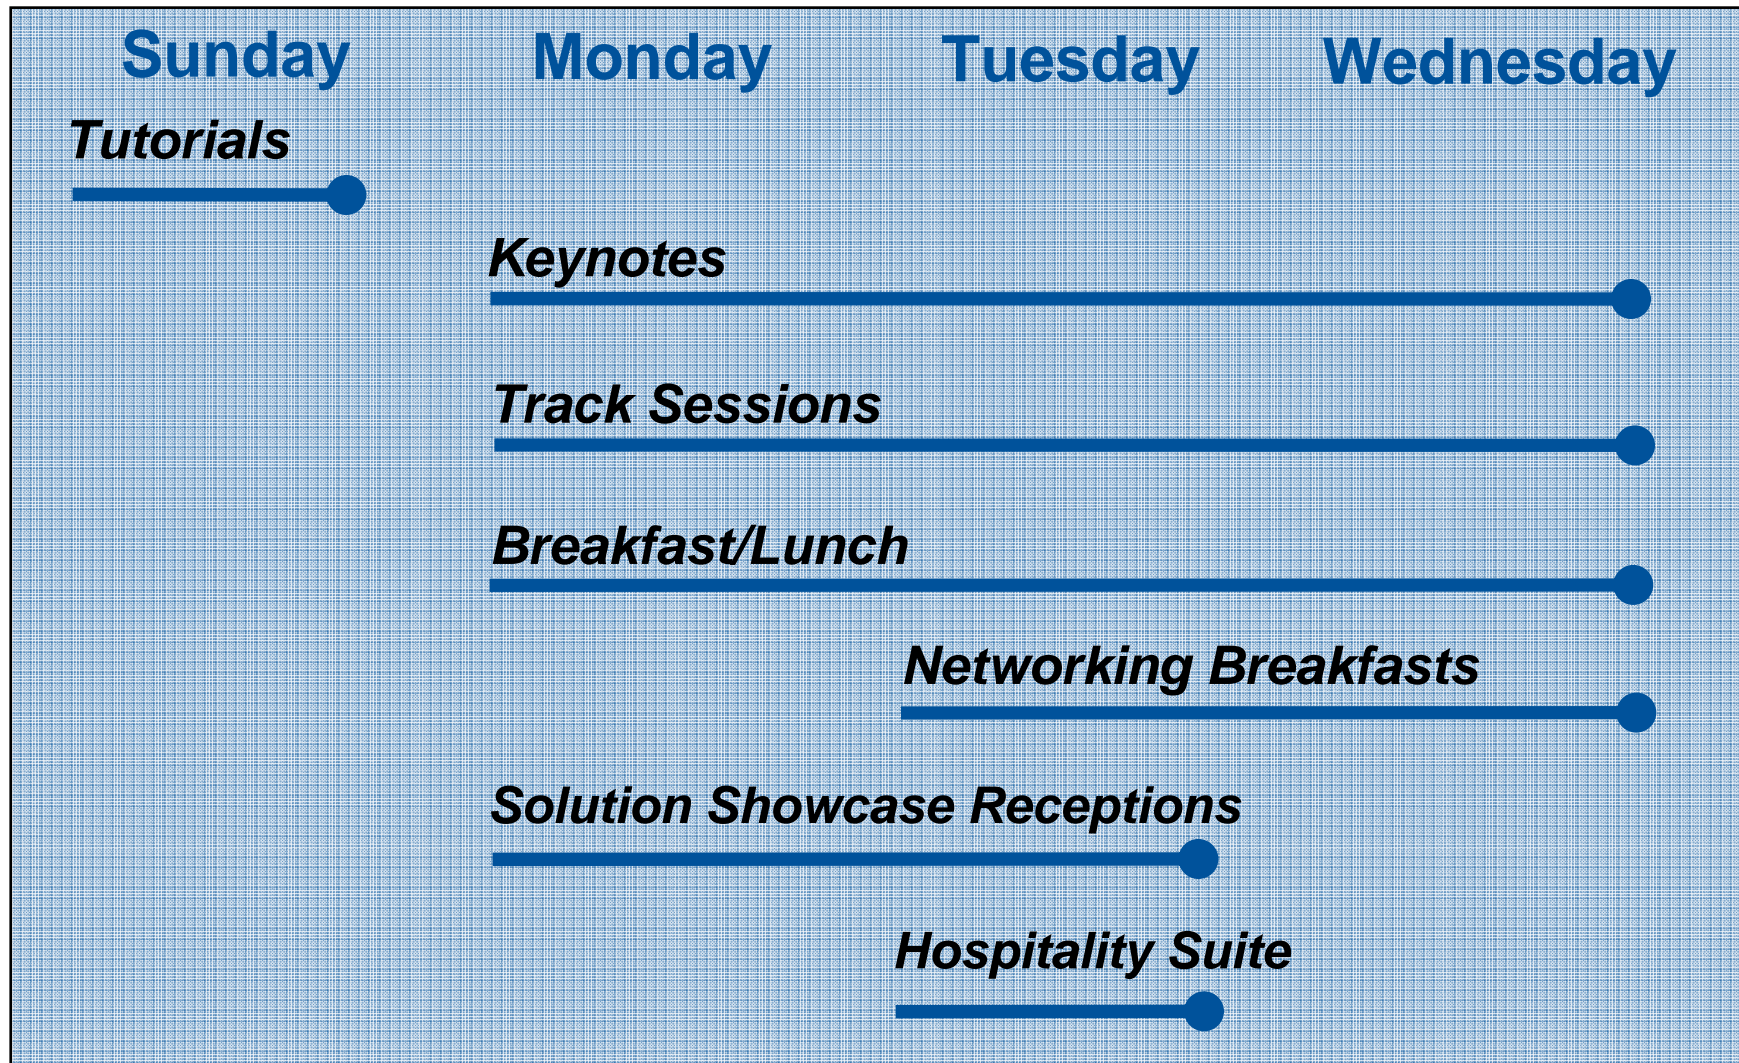 Sunday Monday Tuesday Wednesday
Tutorials
Keynotes
Track Sessions
Breakfast/Lunch
Networking Breakfasts
Solution Showcase Receptions
Hospitality Suite